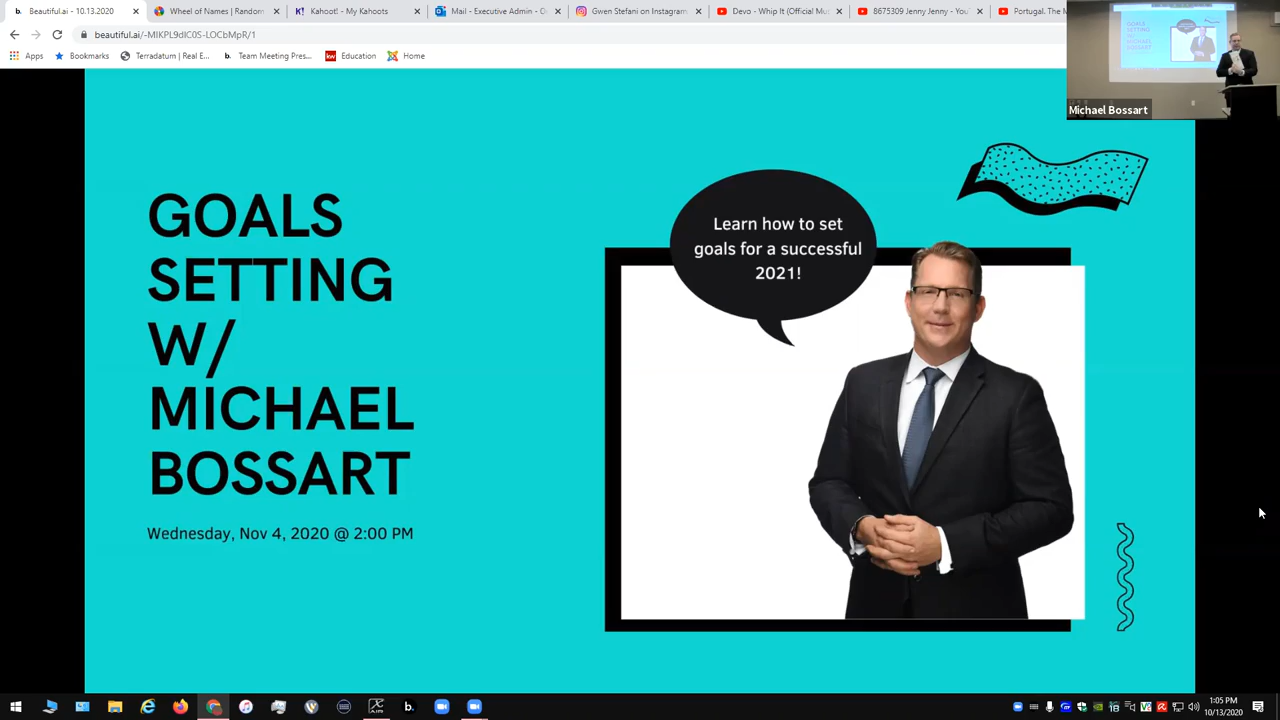 Beautiful.ai - 10.13.2020
Wheel of Names | Random
Kahoot! - My Kahoots
Mail - Executive Admin - O
Gwen Stefani on Instagram
Devo - Whip It (Official Mus
8675309 Jenny Jenny - You
Portugal. The M
beautiful.ai/-MIKPL9dIC0S-LOCbMpR/1
Apps
Bookmarks
Terradatum | Real E...
b. Team Meeting Pres...
kw Education
Home
Michael Bossart
GOALS
SETTING
W/
MICHAEL
BOSSART
Wednesday, Nov 4, 2020 @ 2:00 PM
Learn how to set
goals for a successful
2021!
1:05 PM
10/13/2020